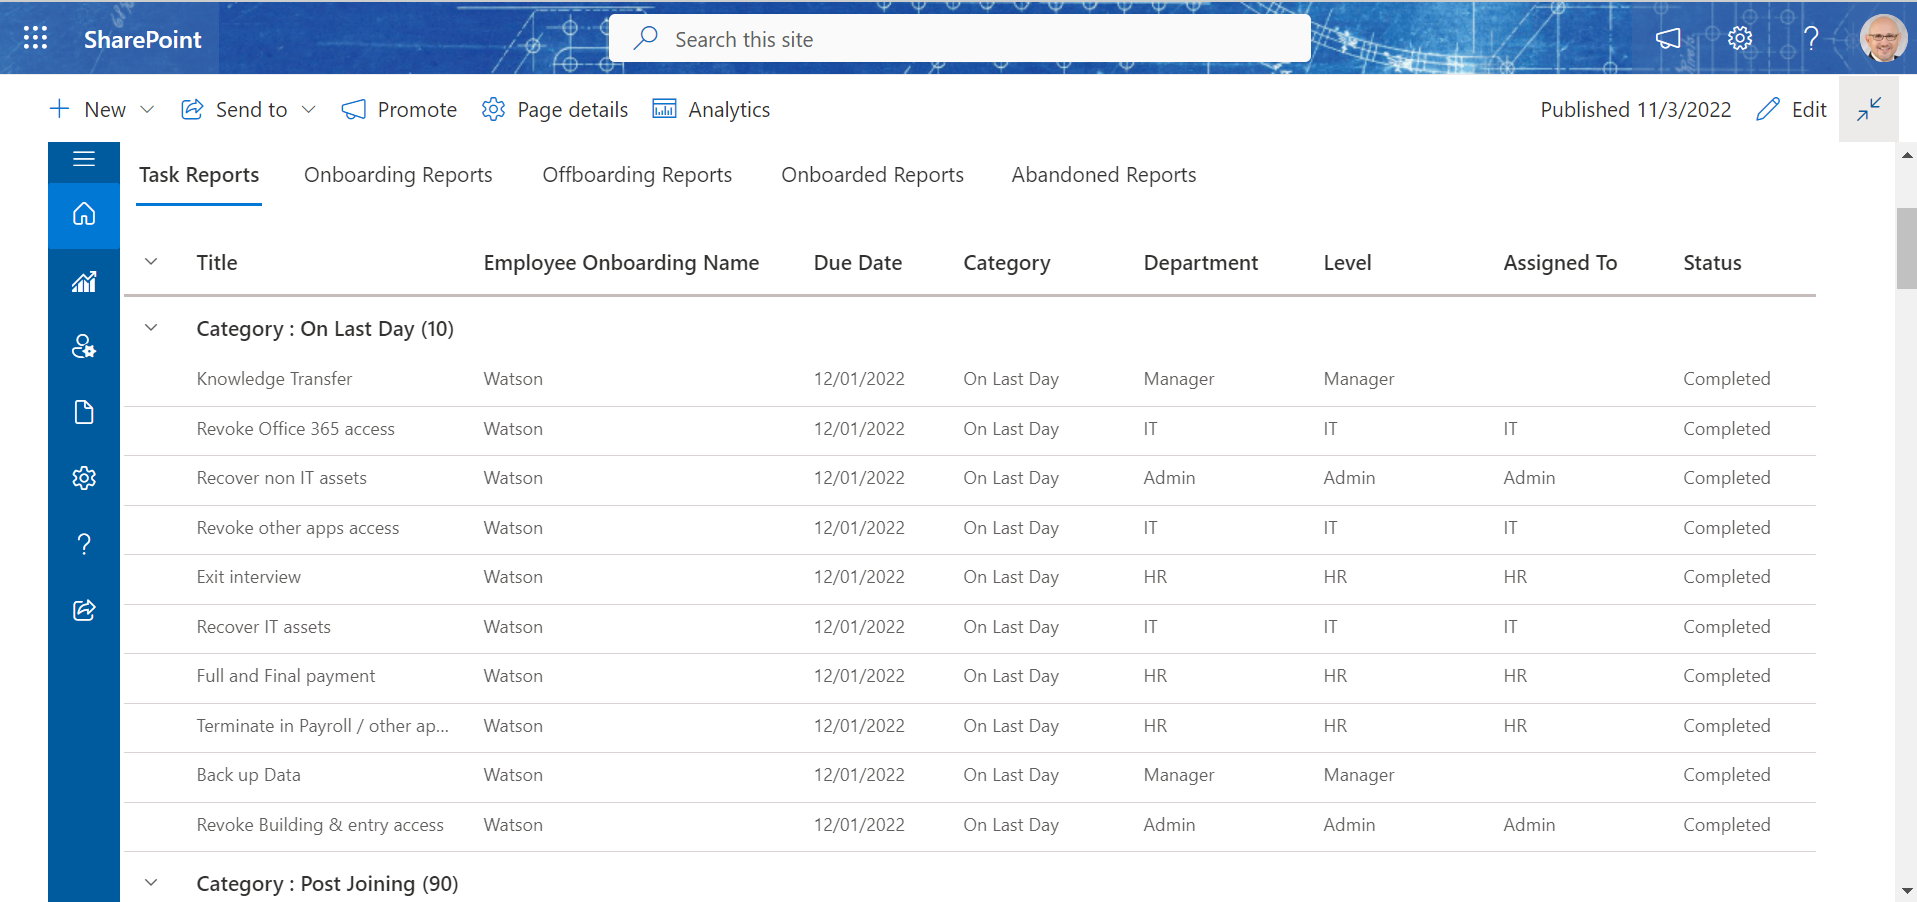 SharePoint
Search this site
?
New Send to Promote Page details Analytics Published 11/3/2022 Edit
Task Reports Onboarding Reports Offboarding Reports Onboarded Reports Abandoned Reports
Title Employee Onboarding Name Due Date Category Department Level Assigned To Status
Category : On Last Day (10)
Knowledge Transfer Watson 12/01/2022 On Last Day Manager Manager Completed
Revoke Office 365 access Watson 12/01/2022 On Last Day IT IT IT Completed
Recover non IT assets Watson 12/01/2022 On Last Day Admin Admin Admin Completed
Revoke other apps access Watson 12/01/2022 On Last Day IT IT IT Completed
Exit interview Watson 12/01/2022 On Last Day HR HR HR Completed
Recover IT assets Watson 12/01/2022 On Last Day IT IT IT Completed
Full and Final payment Watson 12/01/2022 On Last Day HR HR HR Completed
Terminate in Payroll / other ap... Watson 12/01/2022 On Last Day HR HR HR Completed
Back up Data Watson 12/01/2022 On Last Day Manager Manager Completed
Revoke Building & entry access Watson 12/01/2022 On Last Day Admin Admin Admin Completed
Category : Post Joining (90)